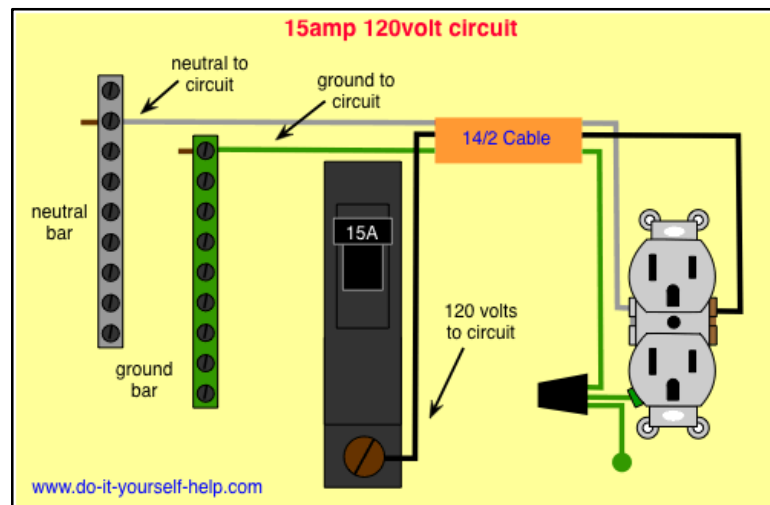 15amp 120volt circuit
neutral to
circuit
ground to
circuit
14/2 Cable
neutral
bar
15A
120 volts
to circuit
ground
bar
www.do-it-yourself-help.com